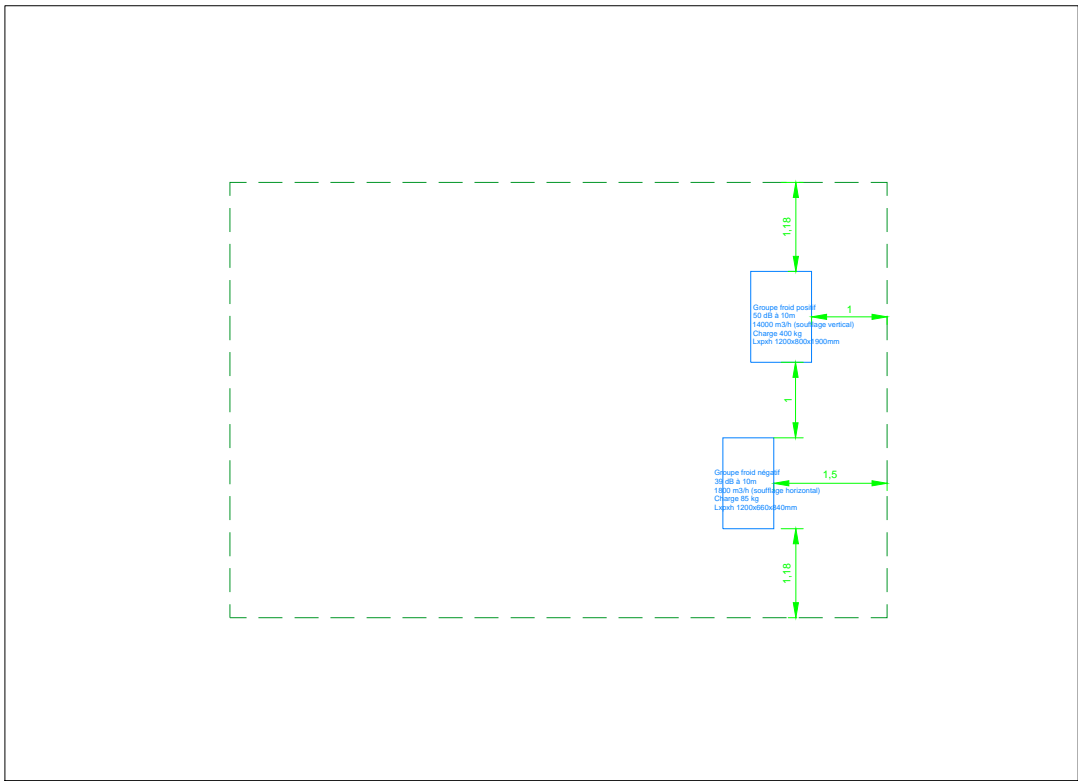 1,18
Groupe froid positif
50 dB à 10m
14000 m3/h (soufflage vertical)
Charge 400 kg
Lxpxh 1200x800x1900mm
1
1
Groupe froid négatif
39 dB à 10m
1800 m3/h (soufflage horizontal)
Charge 85 kg
Lxpxh 1200x660x840mm
1,5
1,18